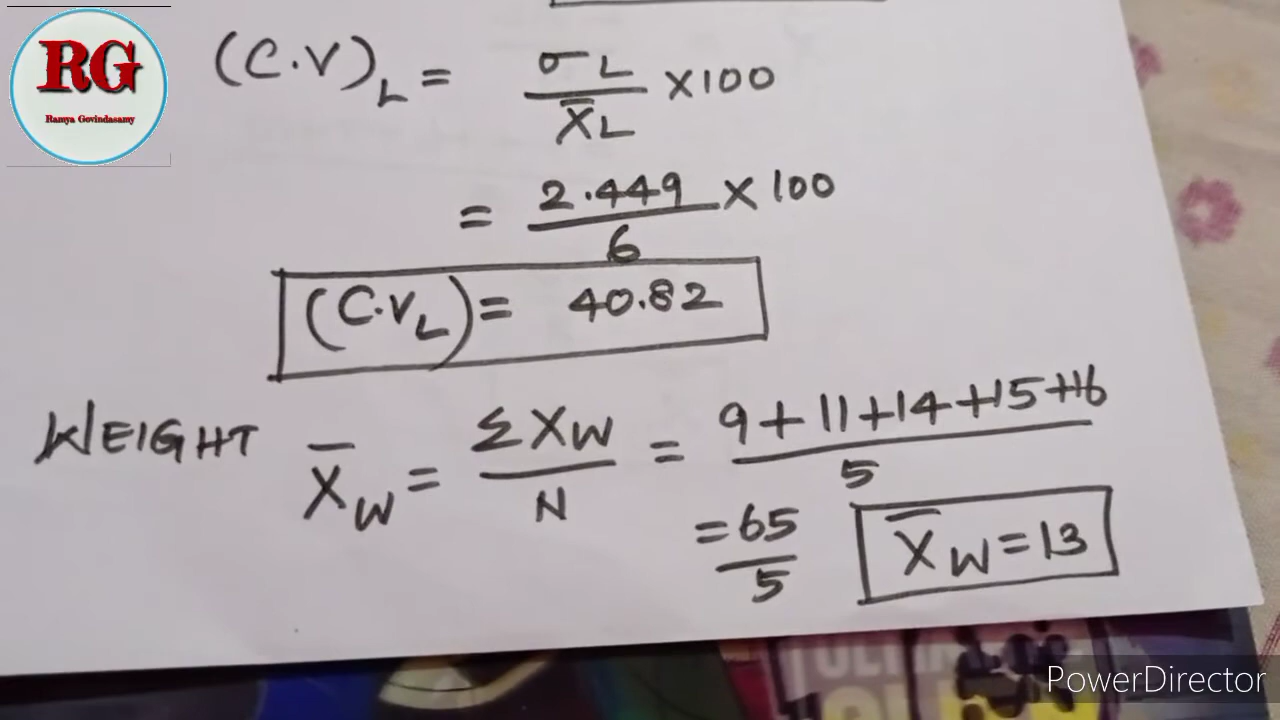 RG
Ramya Govindasamy
(C.V)L = σL / X̄L ×100
= 2.449 / 6 × 100
(C.VL) = 40.82
WEIGHT X̄W = ΣXW / N = 9+11+14+15+16 / 5
= 65 / 5 X̄W = 13
PowerDirector